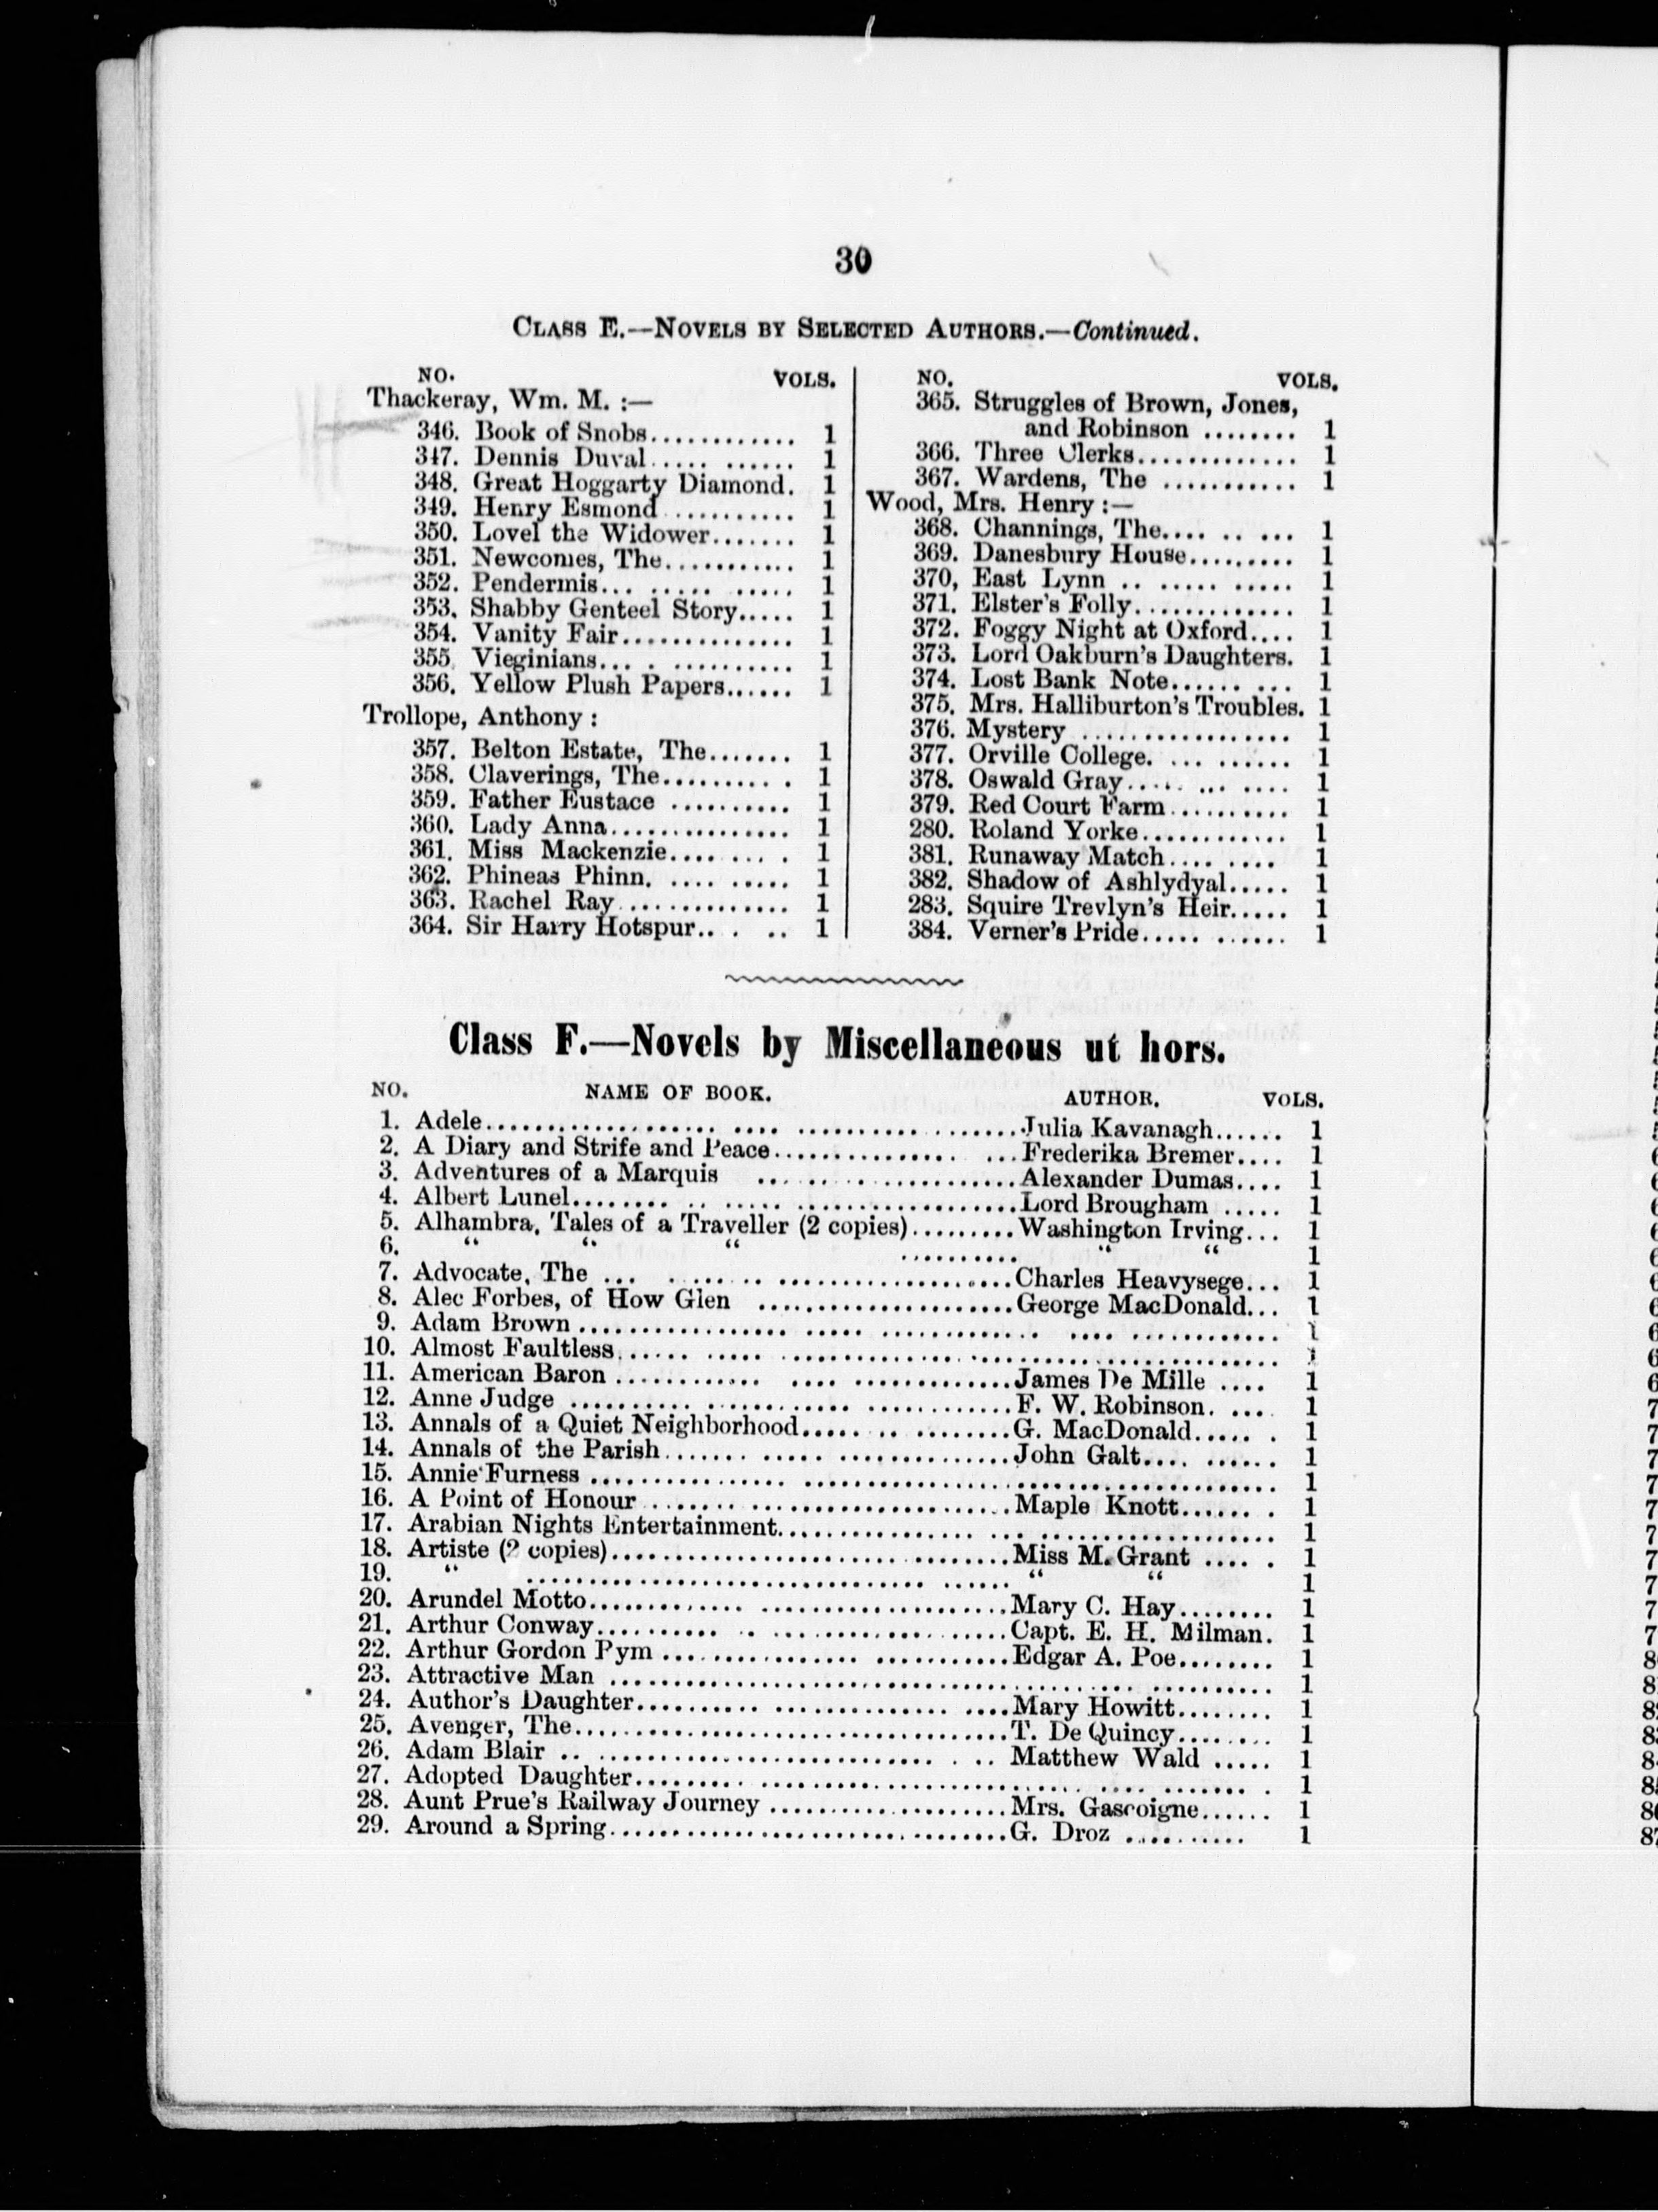 30
CLASS E.—NOVELS BY SELECTED AUTHORS.—Continued.
NO. VOLS.
Thackeray, Wm. M. :—
346. Book of Snobs............ 1
347. Dennis Duval..... ...... 1
348. Great Hoggarty Diamond. 1
349. Henry Esmond ........... 1
350. Lovel the Widower....... 1
351. Newcomes, The........... 1
352. Pendermis... ...... ..... 1
353. Shabby Genteel Story..... 1
354. Vanity Fair.............. 1
355. Vieginians... . .......... 1
356. Yellow Plush Papers...... 1
Trollope, Anthony :
357. Belton Estate, The....... 1
358. Claverings, The.......... . 1
359. Father Eustace .......... 1
360. Lady Anna............... 1
361. Miss Mackenzie.... .... . 1
362. Phineas Phinn. .... ..... 1
363. Rachel Ray .............. 1
364. Sir Harry Hotspur.. . .. 1
NO. VOLS.
365. Struggles of Brown, Jones,
and Robinson ........ 1
366. Three Clerks............. 1
367. Wardens, The ........... 1
Wood, Mrs. Henry :—
368. Channings, The.... .. ... 1
369. Danesbury House......... 1
370, East Lynn .. ...... ..... 1
371. Elster's Folly............. 1
372. Foggy Night at Oxford.... 1
373. Lord Oakburn's Daughters. 1
374. Lost Bank Note...... ... 1
375. Mrs. Halliburton's Troubles. 1
376. Mystery .................. 1
377. Orville College. ... ...... 1
378. Oswald Gray..... ... .... 1
379. Red Court Farm.......... 1
280. Roland Yorke............ 1
381. Runaway Match.... .... 1
382. Shadow of Ashlydyal..... 1
283. Squire Trevlyn's Heir..... 1
384. Verner's Pride..... ...... 1
Class F.—Novels by Miscellaneous ut hors.
NO. NAME OF BOOK. AUTHOR. VOLS.
1. Adele.................... .... ........... ........Julia Kavanagh...... 1
2. A Diary and Strife and Peace................ ...Frederika Bremer.... 1
3. Adventures of a Marquis .... .. ................Alexander Dumas.... 1
4. Albert Lunel........ .. ..... ....................Lord Brougham ..... 1
5. Alhambra, Tales of a Traveller (2 copies).........Washington Irving... 1
6. “ “ “ .......... “ “ 1
7. Advocate, The ... ....... .. .....................Charles Heavysege... 1
8. Alec Forbes, of How Glen ......................George MacDonald... 1
9. Adam Brown .................. ..... .............. .... ............. 1
10. Almost Faultless...... ..... ............................................ 1
11. American Baron ............ .... ..............James De Mille .... 1
12. Anne Judge .......... ............. ............F. W. Robinson. ... 1
13. Annals of a Quiet Neighborhood..... .. ........G. MacDonald..... . 1
14. Annals of the Parish....... ..... ...............John Galt.... ...... 1
15. Annie Furness ................. ........................................ 1
16. A Point of Honour ....... .......................Maple Knott...... . 1
17. Arabian Nights Entertainment................. ... .................... 1
18. Artiste (2 copies)......................... ........Miss M. Grant .... . 1
19. “ .................................. ...... “ “ 1
20. Arundel Motto............. .....................Mary C. Hay........ 1
21. Arthur Conway.......... . .....................Capt. E. H. Milman. 1
22. Arthur Gordon Pym ................. ............Edgar A. Poe........ 1
23. Attractive Man .......................................... .......... 1
24. Author's Daughter.......... ............... ....Mary Howitt........ 1
25. Avenger, The.....................................T. De Quincy........ 1
26. Adam Blair .. ............................. . .. Matthew Wald ..... 1
27. Adopted Daughter......... ......................... .... ....... . 1
28. Aunt Prue's Railway Journey ....................Mrs. Gascoigne...... 1
29. Around a Spring..................................G. Droz .......... 1